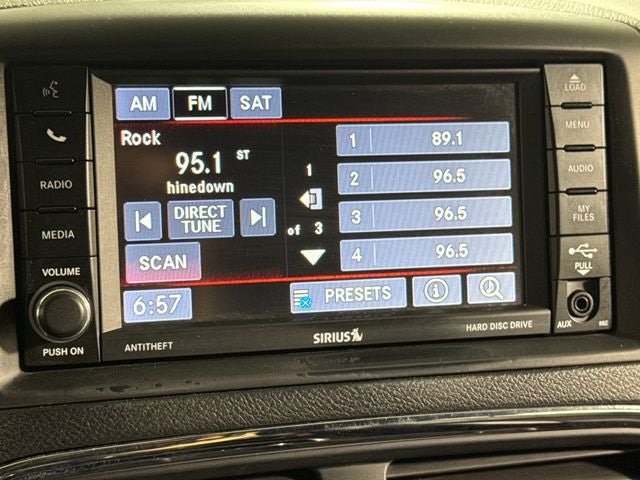 AM FM SAT
Rock
95.1 ST
hinedown
DIRECT
TUNE
SCAN
6:57
1
of 3
1 89.1
2 96.5
3 96.5
4 96.5
PRESETS
RADIO
MEDIA
VOLUME
PUSH ON
ANTITHEFT
SIRIUS
HARD DISC DRIVE
LOAD
MENU
AUDIO
MY
FILES
PULL
AUX